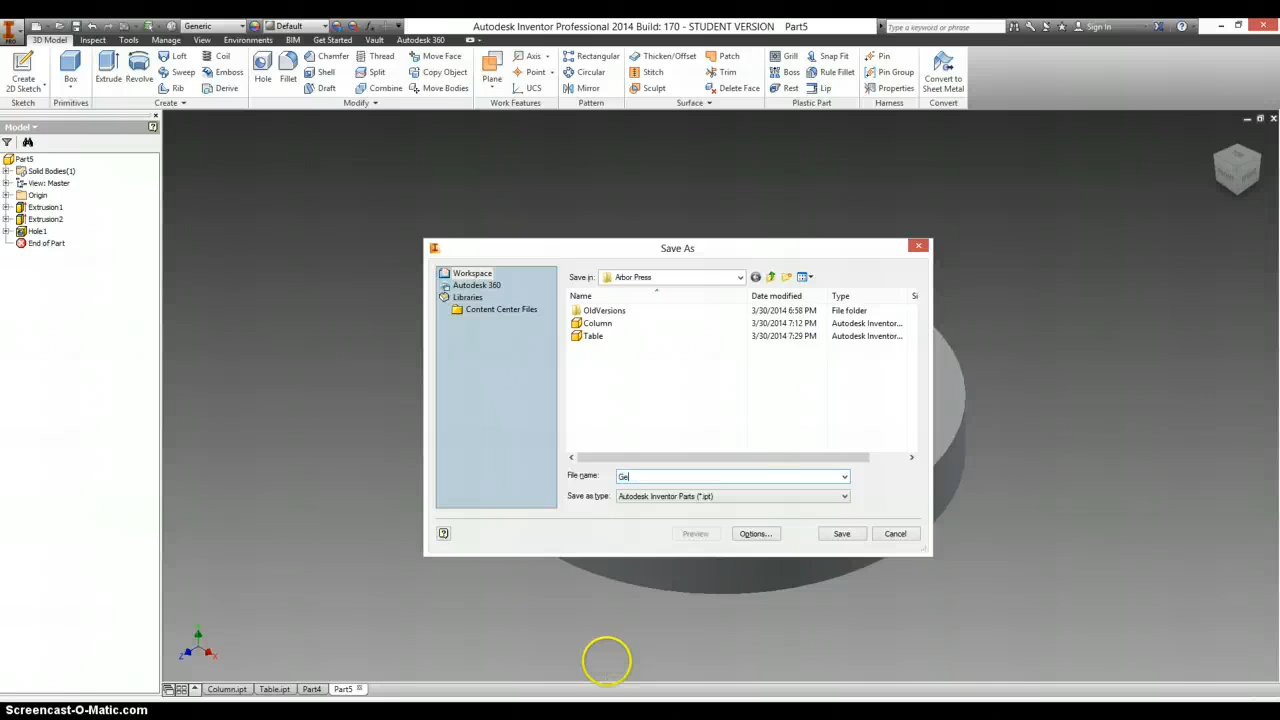 Generic
Default
Autodesk Inventor Professional 2014 Build: 170 - STUDENT VERSION Part5
Type a keyword or phrase
Sign In
PRO
3D Model Inspect Tools Manage View Environments BIM Get Started Vault Autodesk 360
Create
2D Sketch
Box
Extrude
Revolve
Loft
Sweep
Rib
Coil
Emboss
Derive
Hole
Fillet
Chamfer
Shell
Draft
Thread
Split
Combine
Move Face
Copy Object
Move Bodies
Plane
Axis
Point
UCS
Rectangular
Circular
Mirror
Thicken/Offset
Stitch
Sculpt
Patch
Trim
Delete Face
Grill
Boss
Rest
Snap Fit
Rule Fillet
Lip
Pin
Pin Group
Properties
Convert to
Sheet Metal
Sketch Primitives Create Modify Work Features Pattern Surface Plastic Part Harness Convert
Model
Part5
Solid Bodies(1)
View: Master
Origin
Extrusion1
Extrusion2
Hole1
End of Part
Save As
Workspace
Autodesk 360
Libraries
Content Center Files
Save in: Arbor Press
Name Date modified Type Si
OldVersions 3/30/2014 6:58 PM File folder
Column 3/30/2014 7:12 PM Autodesk Inventor...
Table 3/30/2014 7:29 PM Autodesk Inventor...
File name: Ge
Save as type: Autodesk Inventor Parts (*.ipt)
Preview Options... Save Cancel
Z X
Column.ipt Table.ipt Part4 Part5
Screencast-O-Matic.com